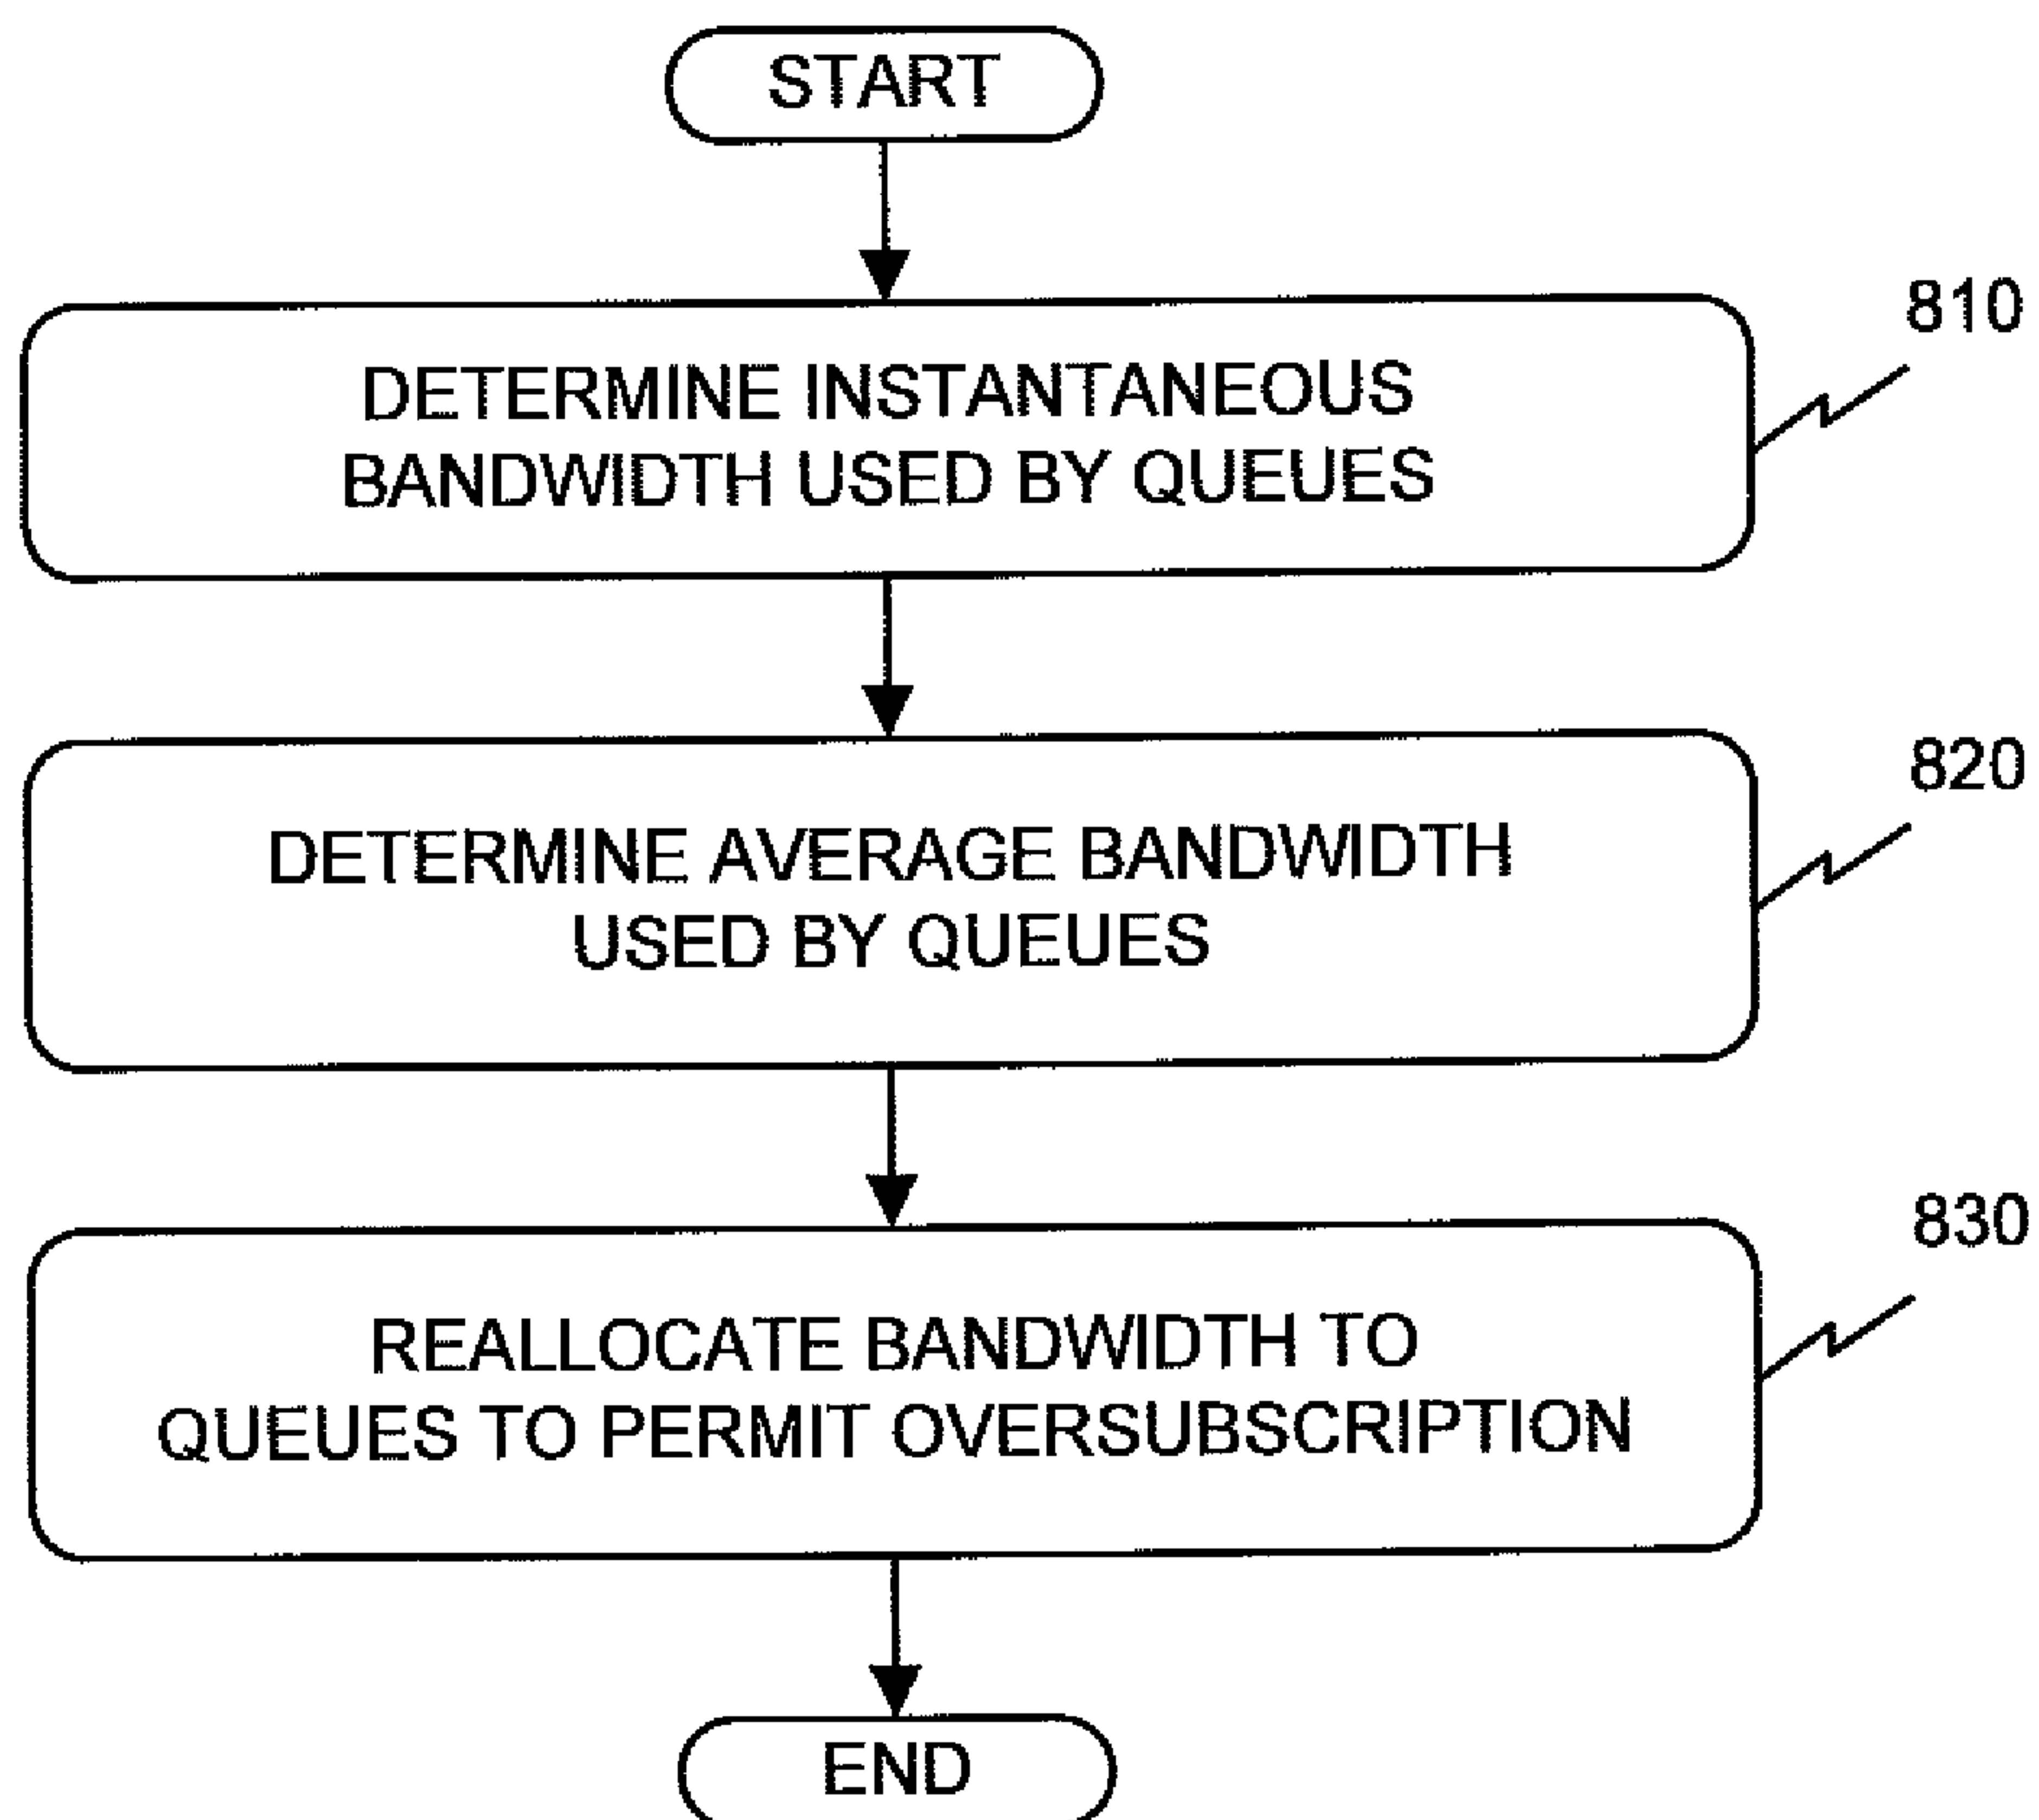 START
810
DETERMINE INSTANTANEOUS
BANDWIDTH USED BY QUEUES
820
DETERMINE AVERAGE BANDWIDTH
USED BY QUEUES
830
REALLOCATE BANDWIDTH TO
QUEUES TO PERMIT OVERSUBSCRIPTION
END